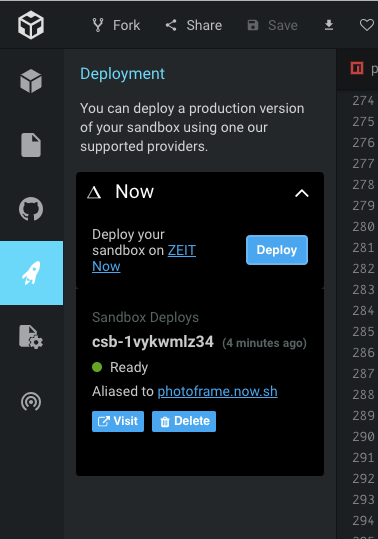 Fork Share Save
Deployment
You can deploy a production version
of your sandbox using one our
supported providers.
Now
Deploy your
sandbox on ZEIT
Now
Deploy
Sandbox Deploys
csb-1vykwmlz34 (4 minutes ago)
Ready
Aliased to photoframe.now.sh
Visit Delete
p
274
275
276
277
278
279
280
281
282
283
284
285
286
287
288
289
290
291
292
293
294